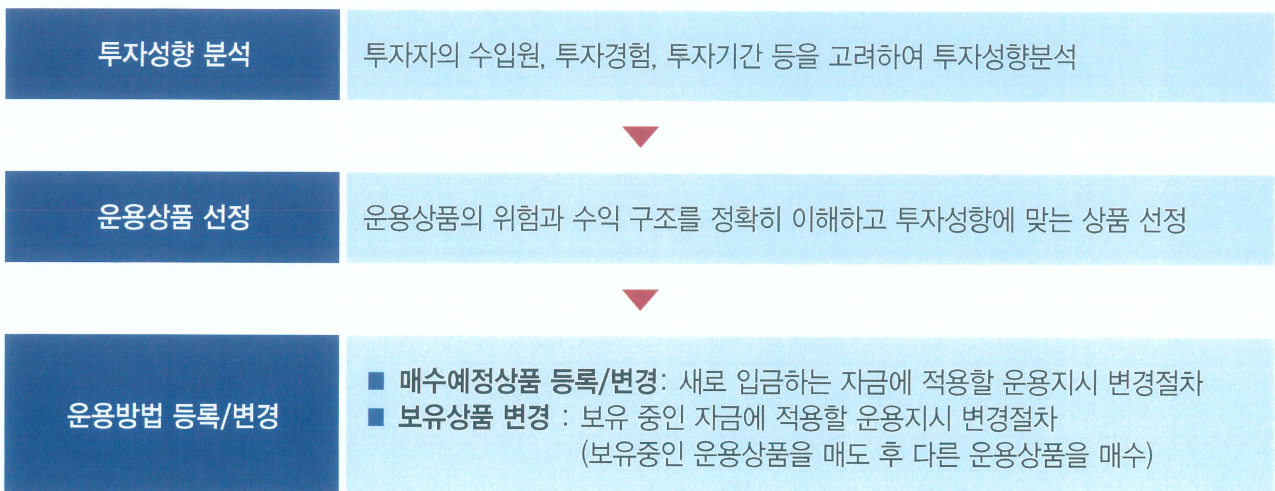 투자성향 분석
투자자의 수입원, 투자경험, 투자기간 등을 고려하여 투자성향분석
운용상품 선정
운용상품의 위험과 수익 구조를 정확히 이해하고 투자성향에 맞는 상품 선정
운용방법 등록/변경
■ 매수예정상품 등록/변경: 새로 입금하는 자금에 적용할 운용지시 변경절차
■ 보유상품 변경 : 보유 중인 자금에 적용할 운용지시 변경절차
(보유중인 운용상품을 매도 후 다른 운용상품을 매수)